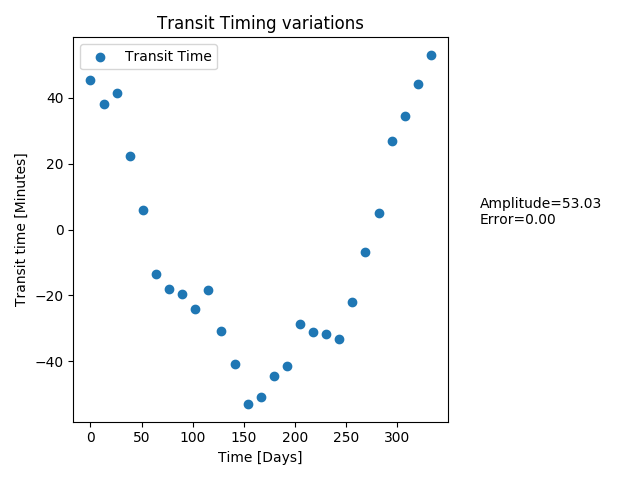 Transit Timing variations
Transit Time
40
20
0
−20
−40
Transit time [Minutes]
0 50 100 150 200 250 300
Time [Days]
Amplitude=53.03
Error=0.00